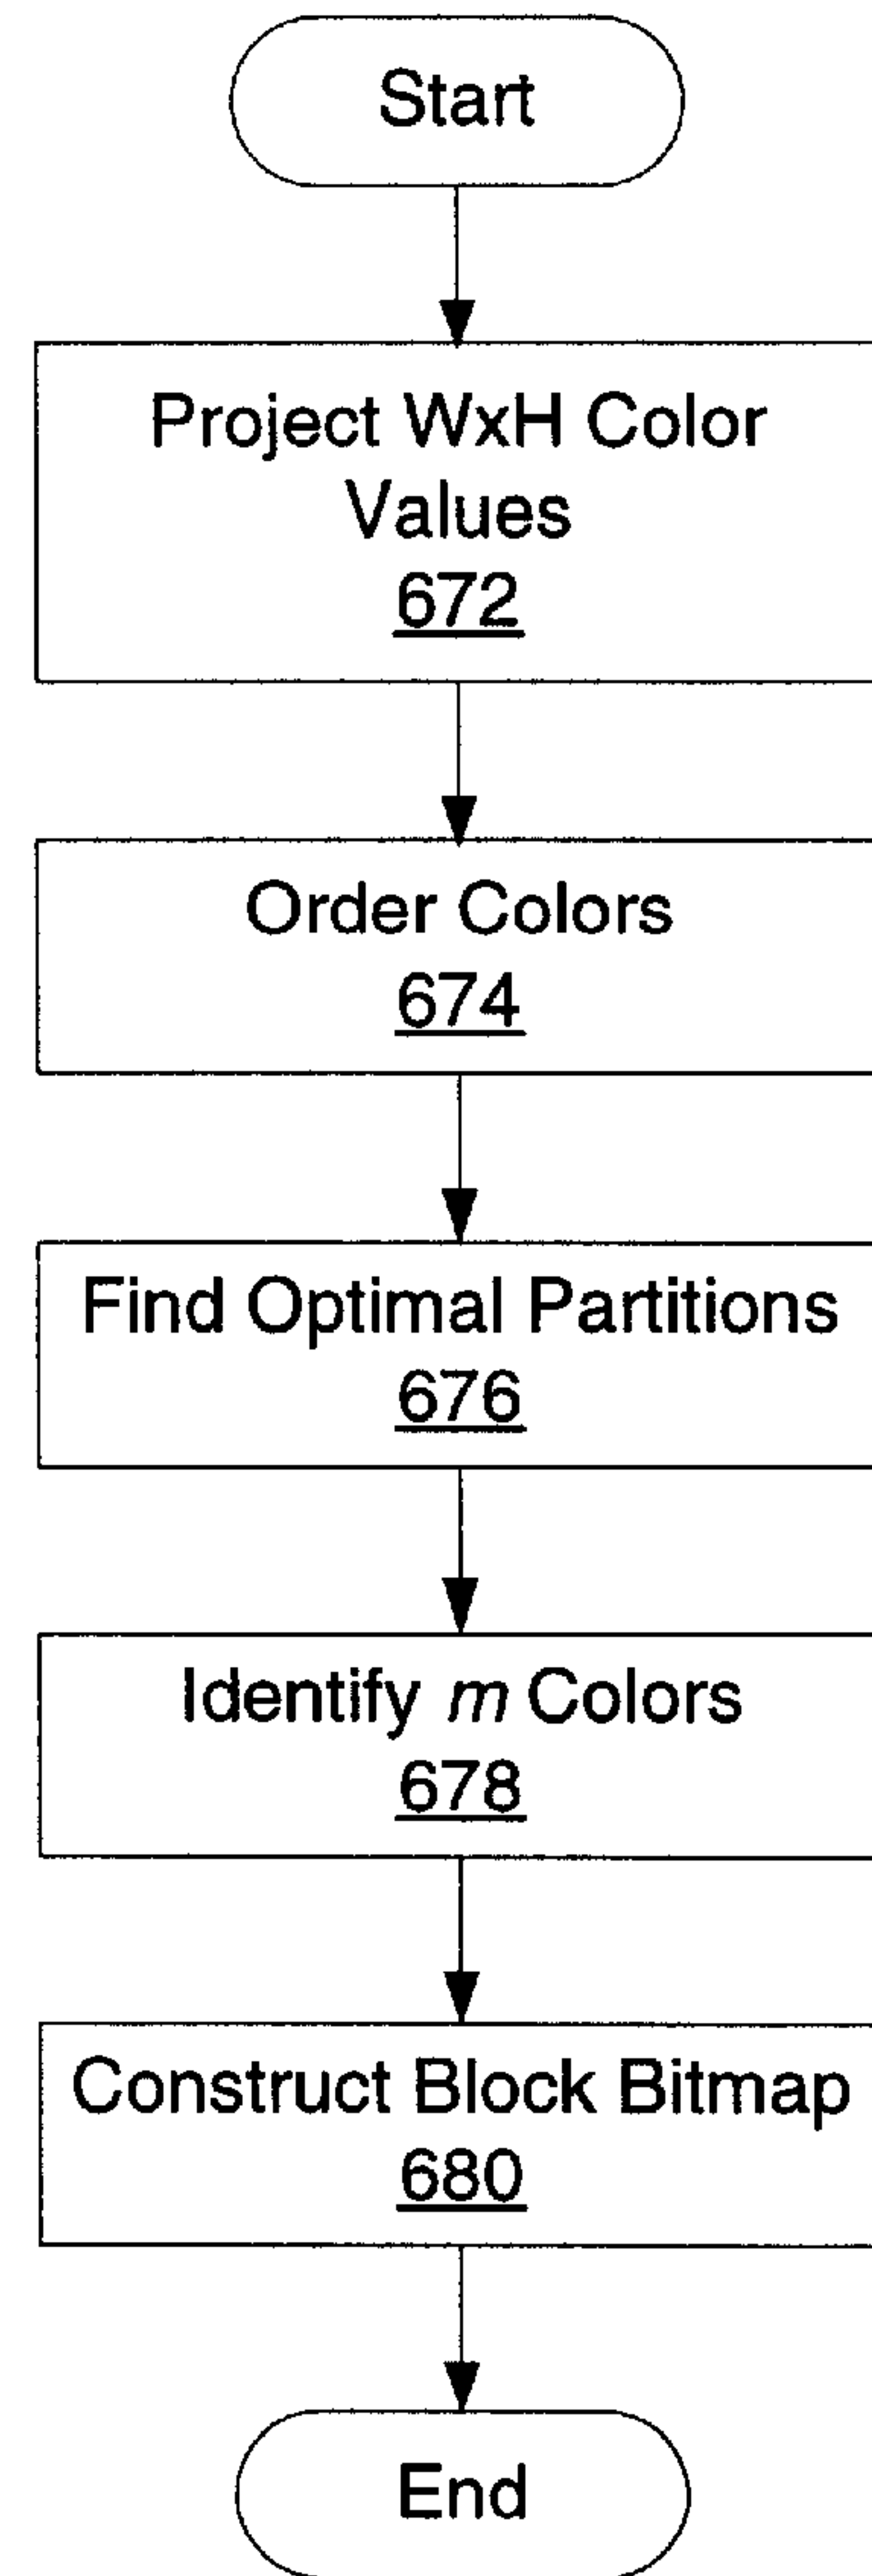 Start
Project WxH Color
Values
672
Order Colors
674
Find Optimal Partitions
676
Identify m Colors
678
Construct Block Bitmap
680
End